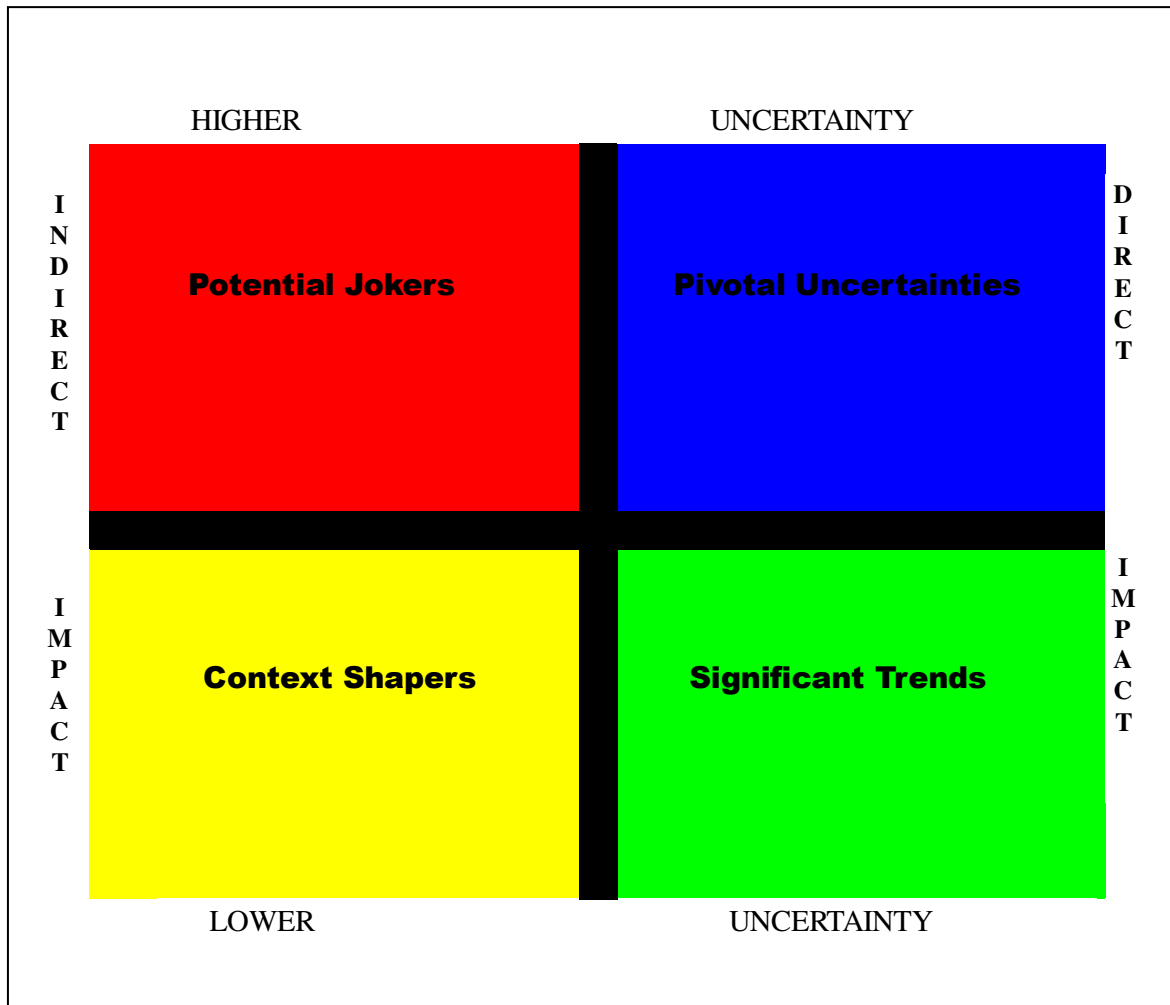 HIGHER UNCERTAINTY
INDIRECT
DIRECT
Potential Jokers
Pivotal Uncertainties
IMPACT
IMPACT
Context Shapers
Significant Trends
LOWER UNCERTAINTY